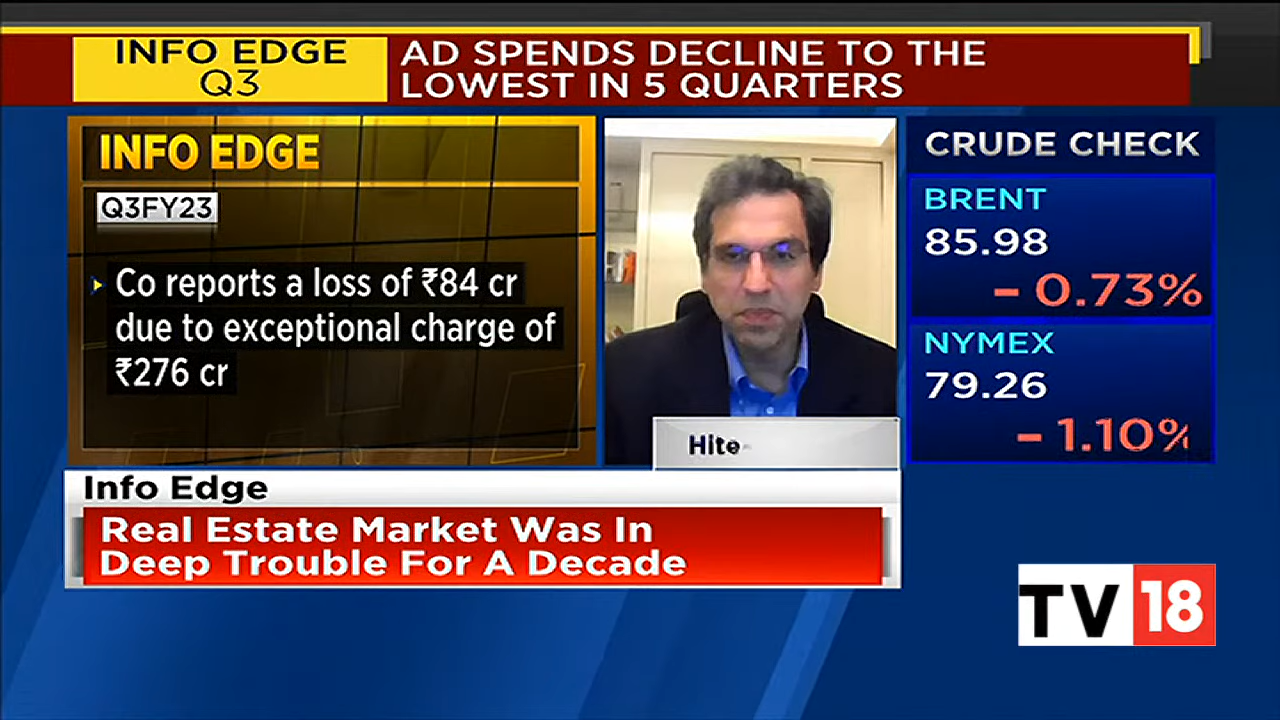 INFO EDGE
Q3
AD SPENDS DECLINE TO THE
LOWEST IN 5 QUARTERS
INFO EDGE
Q3FY23
Co reports a loss of ₹84 cr
due to exceptional charge of
₹276 cr
Hite
CRUDE CHECK
BRENT
85.98
- 0.73%
NYMEX
79.26
- 1.10%
Info Edge
Real Estate Market Was In
Deep Trouble For A Decade
TV18